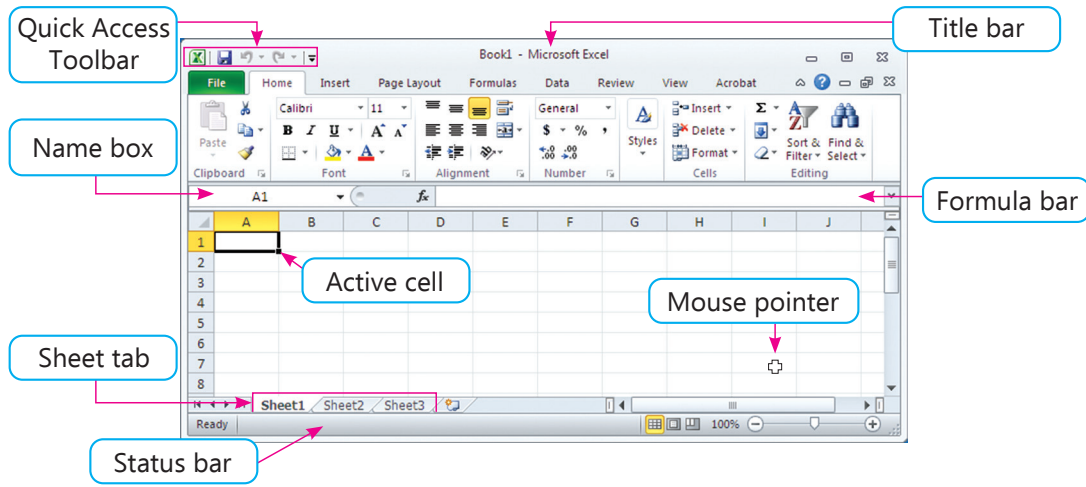 Quick Access
Toolbar
Title bar
Book1 - Microsoft Excel
File Home Insert Page Layout Formulas Data Review View Acrobat
Calibri 11 General Insert Σ
B I U A A $ % , Styles Delete Sort & Find &
Paste A .00 .00 Format Filter Select
Clipboard Font Alignment Number Cells Editing
Name box
A1 fx
Formula bar
A B C D E F G H I J
1
2
Active cell
3
Mouse pointer
4
5
6
Sheet tab
7
8
Sheet1 Sheet2 Sheet3
Ready 100%
Status bar